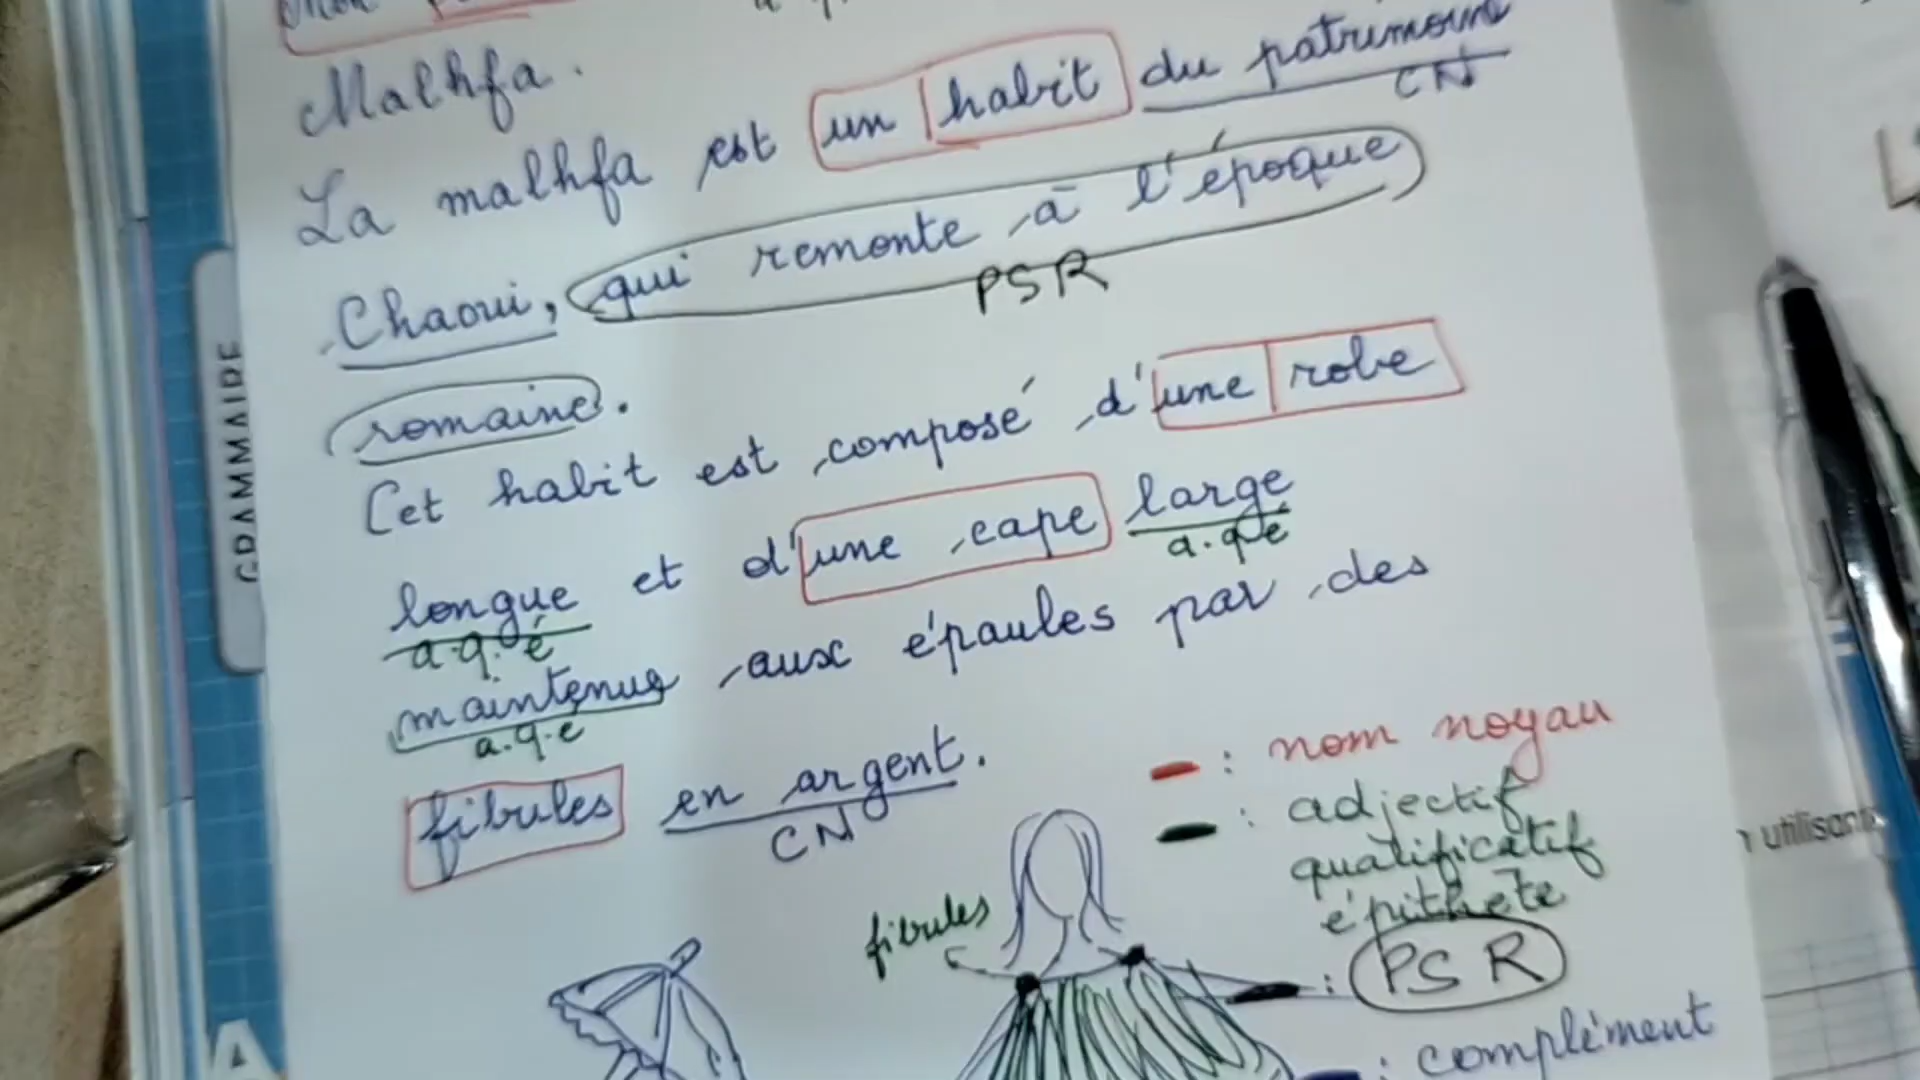 Malhfa.
La malhfa est un habit du patrimoine
CN
Chaoui, qui remonte à l'époque
PSR
romaine.
Cet habit est composé d'une robe
longue et d'une cape large
a.q.é
a.q.é
maintenue aux épaules par des
a.q.e
fibules en argent.
CN
: nom noyau
: adjectif
qualificatif
épithète
: PSR
: complément
fibules
GRAMMAIRE
utilisant